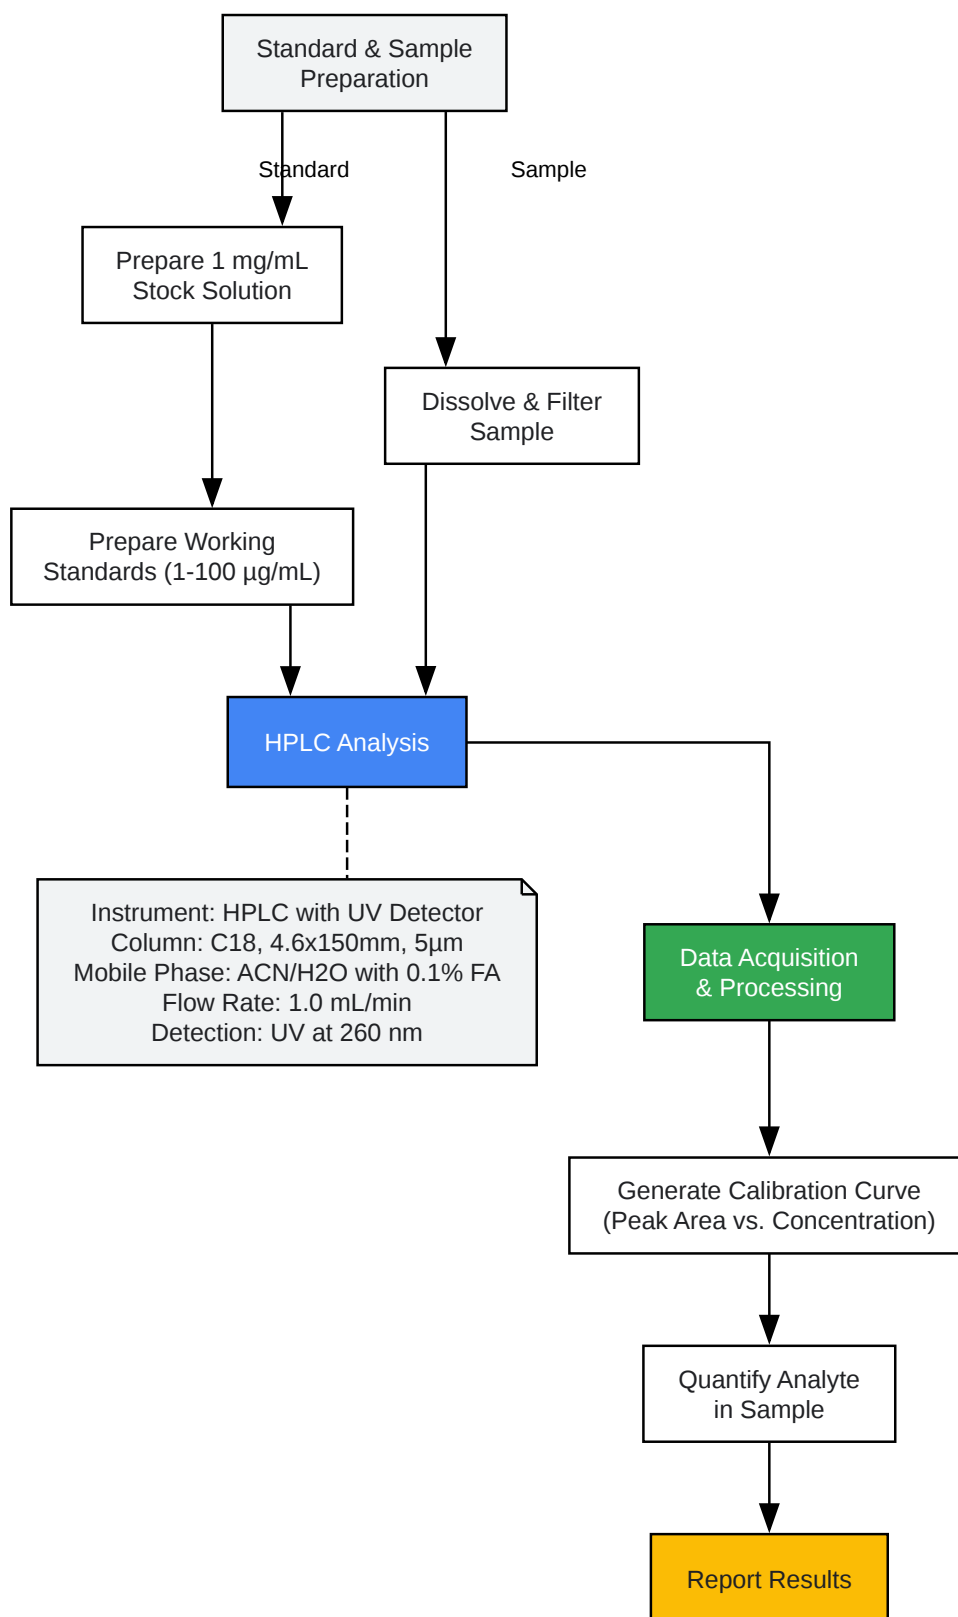 Standard & Sample
Preparation
Standard
Sample
Prepare 1 mg/mL
Stock Solution
Dissolve & Filter
Sample
Prepare Working
Standards (1-100 µg/mL)
HPLC Analysis
Instrument: HPLC with UV Detector
Column: C18, 4.6x150mm, 5µm
Mobile Phase: ACN/H2O with 0.1% FA
Flow Rate: 1.0 mL/min
Detection: UV at 260 nm
Data Acquisition
& Processing
Generate Calibration Curve
(Peak Area vs. Concentration)
Quantify Analyte
in Sample
Report Results